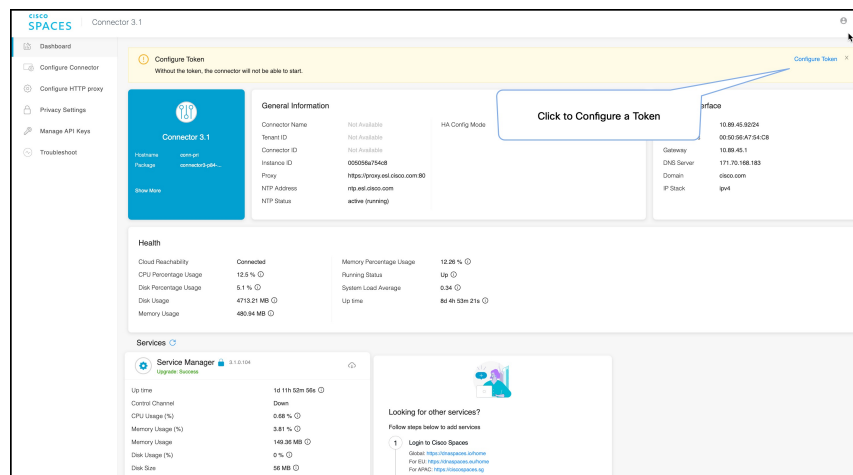 CISCO
SPACES
Connector 3.1
Dashboard
Configure Connector
Configure HTTP proxy
Privacy Settings
Manage API Keys
Troubleshoot
Configure Token
Without the token, the connector will not be able to start.
Configure Token
Click to Configure a Token
Connector 3.1
Hostname conn-pri
Package connector3-p64-...
Show More
General Information
Connector Name Not Available
Tenant ID Not Available
Connector ID Not Available
Instance ID 005056a754c8
Proxy https://proxy.esl.cisco.com:80
NTP Address ntp.esl.cisco.com
NTP Status active (running)
HA Config Mode
10.89.45.92/24
00:50:56:A7:54:C8
Gateway 10.89.45.1
DNS Server 171.70.168.183
Domain cisco.com
IP Stack ipv4
Health
Cloud Reachability Connected
CPU Percentage Usage 12.5 %
Disk Percentage Usage 5.1 %
Disk Usage 4713.21 MB
Memory Usage 480.94 MB
Memory Percentage Usage 12.26 %
Running Status Up
System Load Average 0.34
Up time 8d 4h 53m 21s
Services
Service Manager 3.1.0.104
Upgrade: Success
Up time 1d 11h 52m 56s
Control Channel Down
CPU Usage (%) 0.68 %
Memory Usage (%) 3.81 %
Memory Usage 149.36 MB
Disk Usage (%) 0 %
Disk Size 56 MB
Looking for other services?
Follow steps below to add services
1 Login to Cisco Spaces
Global: https://dnaspaces.io/home
For EU: https://dnaspaces.eu/home
For APAC: https://ciscospaces.sg